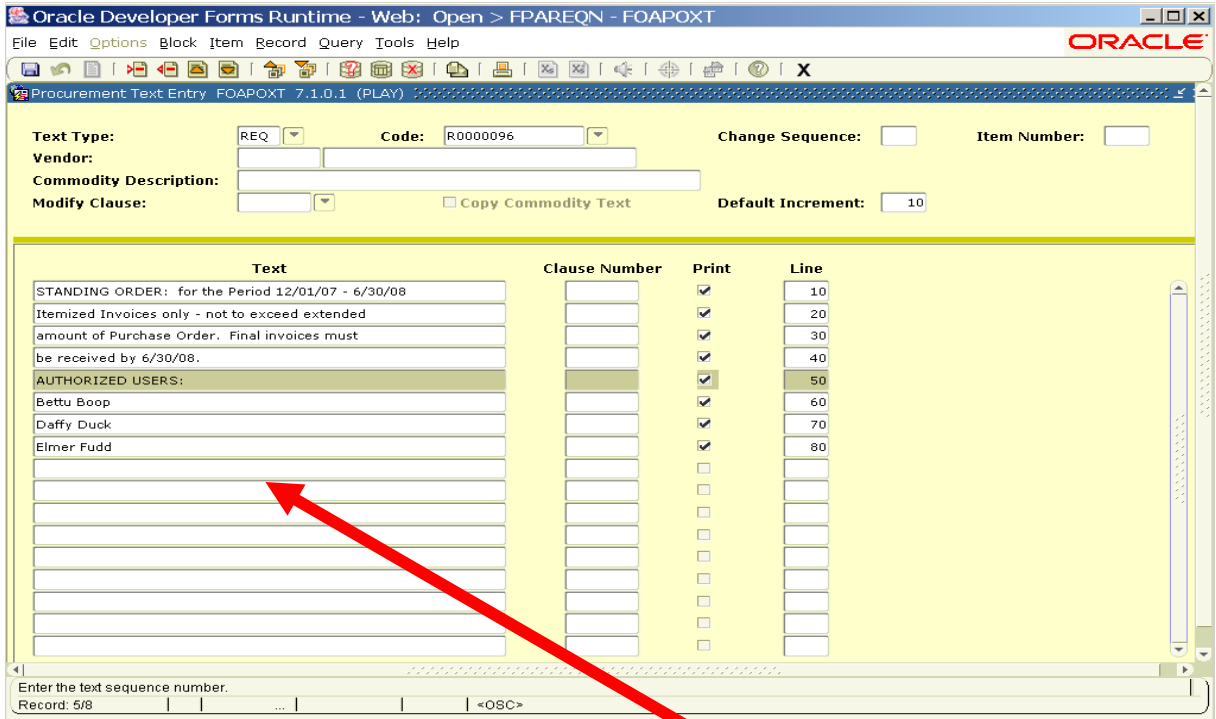 Oracle Developer Forms Runtime - Web: Open > FPAREQN - FOAPOXT
File Edit Options Block Item Record Query Tools Help
ORACLE
X
Procurement Text Entry FOAPOXT 7.1.0.1 (PLAY)
Text Type: REQ Code: R0000096 Change Sequence: Item Number:
Vendor:
Commodity Description:
Modify Clause: Copy Commodity Text Default Increment: 10
Text Clause Number Print Line
STANDING ORDER: for the Period 12/01/07 - 6/30/08 10
Itemized Invoices only - not to exceed extended 20
amount of Purchase Order. Final invoices must 30
be received by 6/30/08. 40
AUTHORIZED USERS: 50
Bettu Boop 60
Daffy Duck 70
Elmer Fudd 80
Enter the text sequence number.
Record: 5/8 ... <OSC>